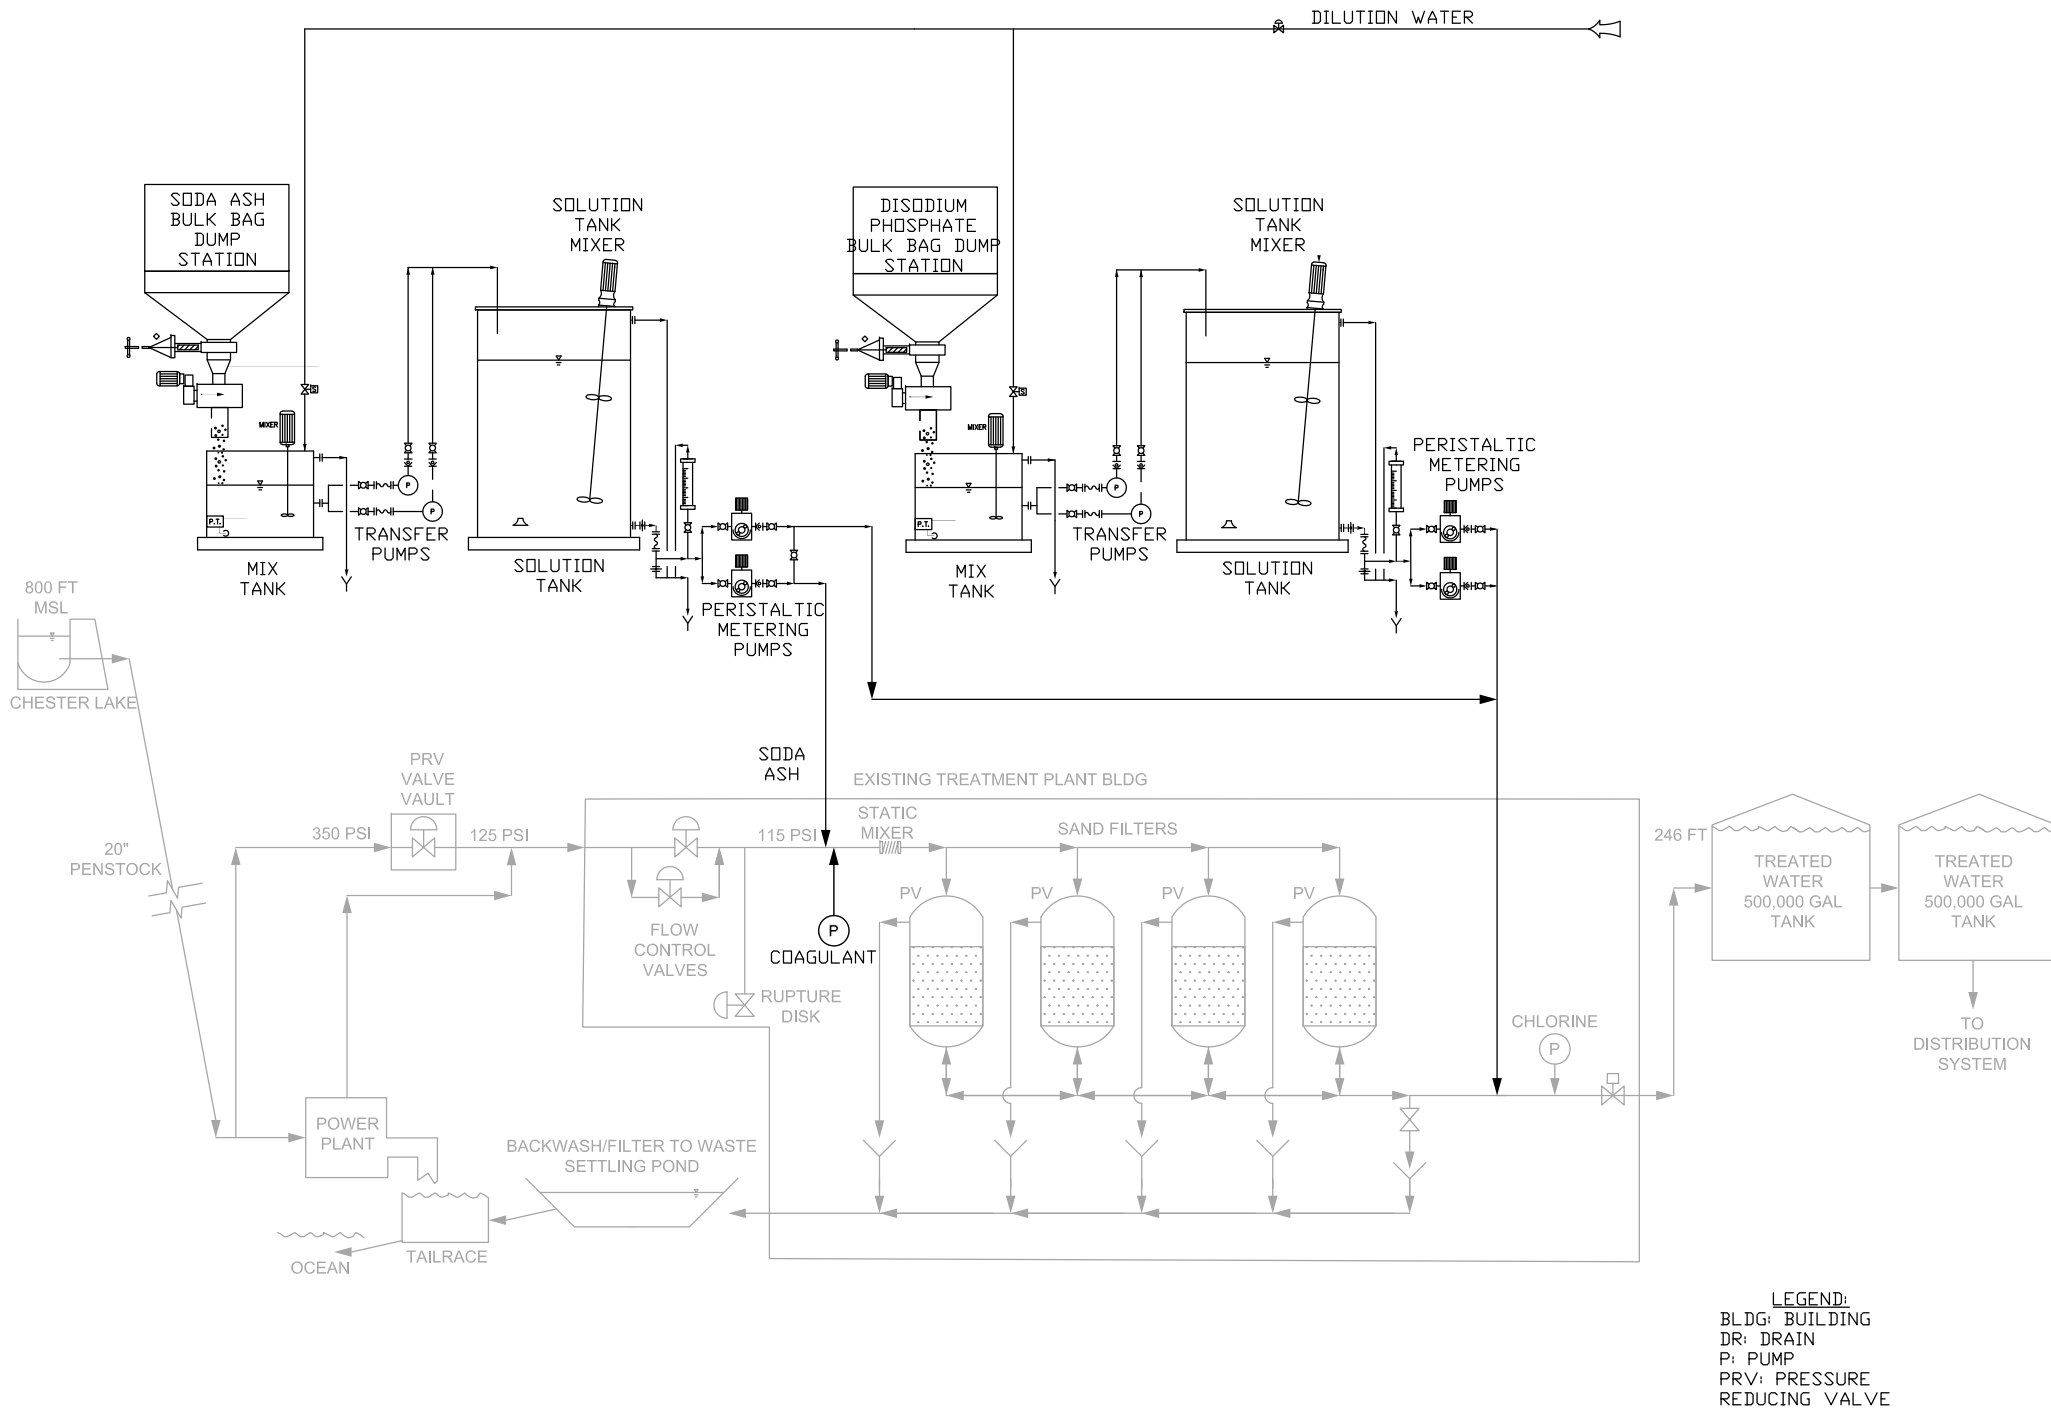 DILUTION WATER
SODA ASH
BULK BAG
DUMP
STATION
SOLUTION
TANK
MIXER
DISODIUM
PHOSPHATE
BULK BAG DUMP
STATION
SOLUTION
TANK
MIXER
S
S
MIXER
MIXER
P
P
P.T.
TRANSFER
PUMPS
MIX
TANK
SOLUTION
TANK
PERISTALTIC
METERING
PUMPS
P
P
P.T.
TRANSFER
PUMPS
MIX
TANK
SOLUTION
TANK
PERISTALTIC
METERING
PUMPS
800 FT
MSL
CHESTER LAKE
20"
PENSTOCK
350 PSI
PRV
VALVE
VAULT
125 PSI
SODA
ASH
115 PSI
EXISTING TREATMENT PLANT BLDG
STATIC
MIXER
SAND FILTERS
PV
PV
PV
PV
FLOW
CONTROL
VALVES
P
COAGULANT
RUPTURE
DISK
CHLORINE
P
246 FT
TREATED
WATER
500,000 GAL
TANK
TREATED
WATER
500,000 GAL
TANK
TO
DISTRIBUTION
SYSTEM
POWER
PLANT
BACKWASH/FILTER TO WASTE
SETTLING POND
TAILRACE
OCEAN
LEGEND:
BLDG: BUILDING
DR: DRAIN
P: PUMP
PRV: PRESSURE
REDUCING VALVE